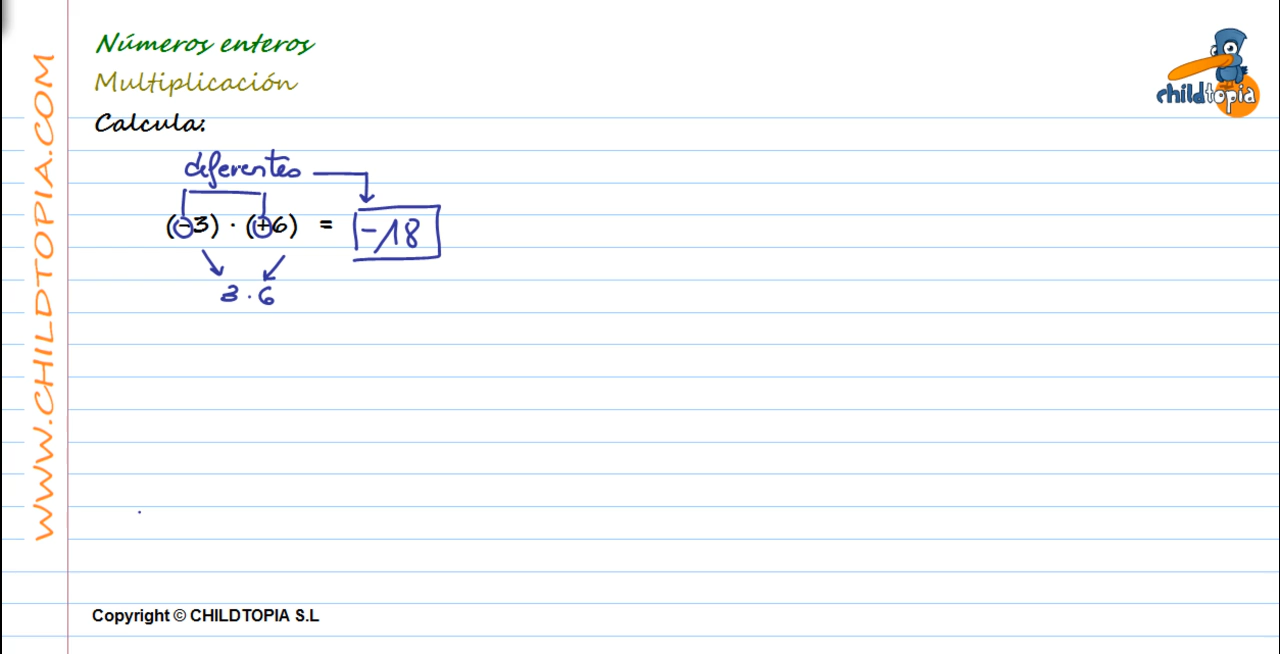 WWW.CHILDTOPIA.COM
Números enteros
Multiplicación
Calcula:
childtopia
diferentes
(-3) · (+6) = -18
3 · 6
Copyright © CHILDTOPIA S.L